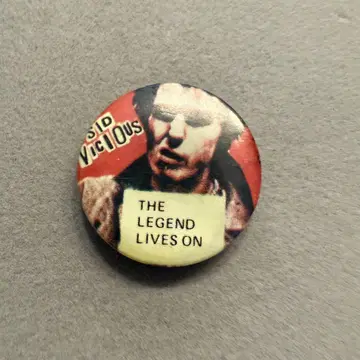 SID
VICIOUS
THE
LEGEND
LIVES ON